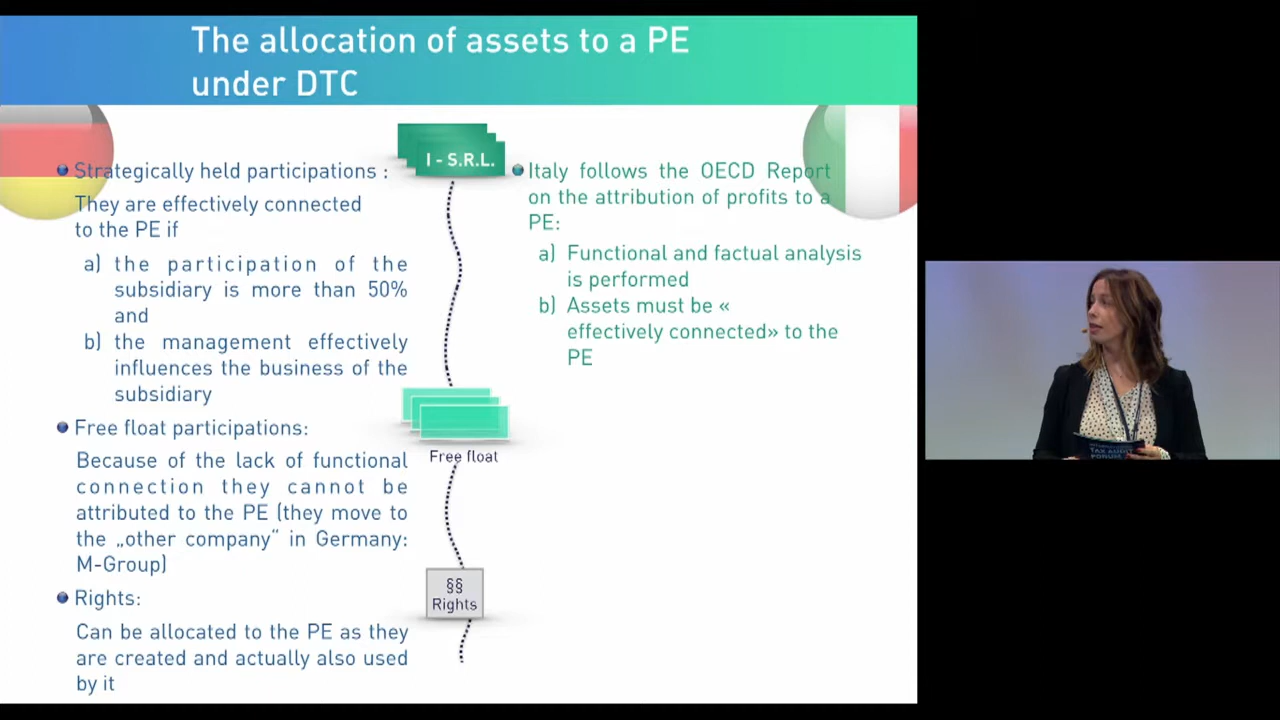 The allocation of assets to a PE
under DTC
Strategically held participations :
They are effectively connected
to the PE if
a) the participation of the
subsidiary is more than 50%
and
b) the management effectively
influences the business of the
subsidiary
Free float participations:
Because of the lack of functional
connection they cannot be
attributed to the PE (they move to
the „other company“ in Germany:
M-Group)
Rights:
Can be allocated to the PE as they
are created and actually also used
by it
I - S.R.L.
Free float
§§
Rights
Italy follows the OECD Report
on the attribution of profits to a
PE:
a) Functional and factual analysis
is performed
b) Assets must be «
effectively connected» to the
PE
TAX AUDIT
FORUM